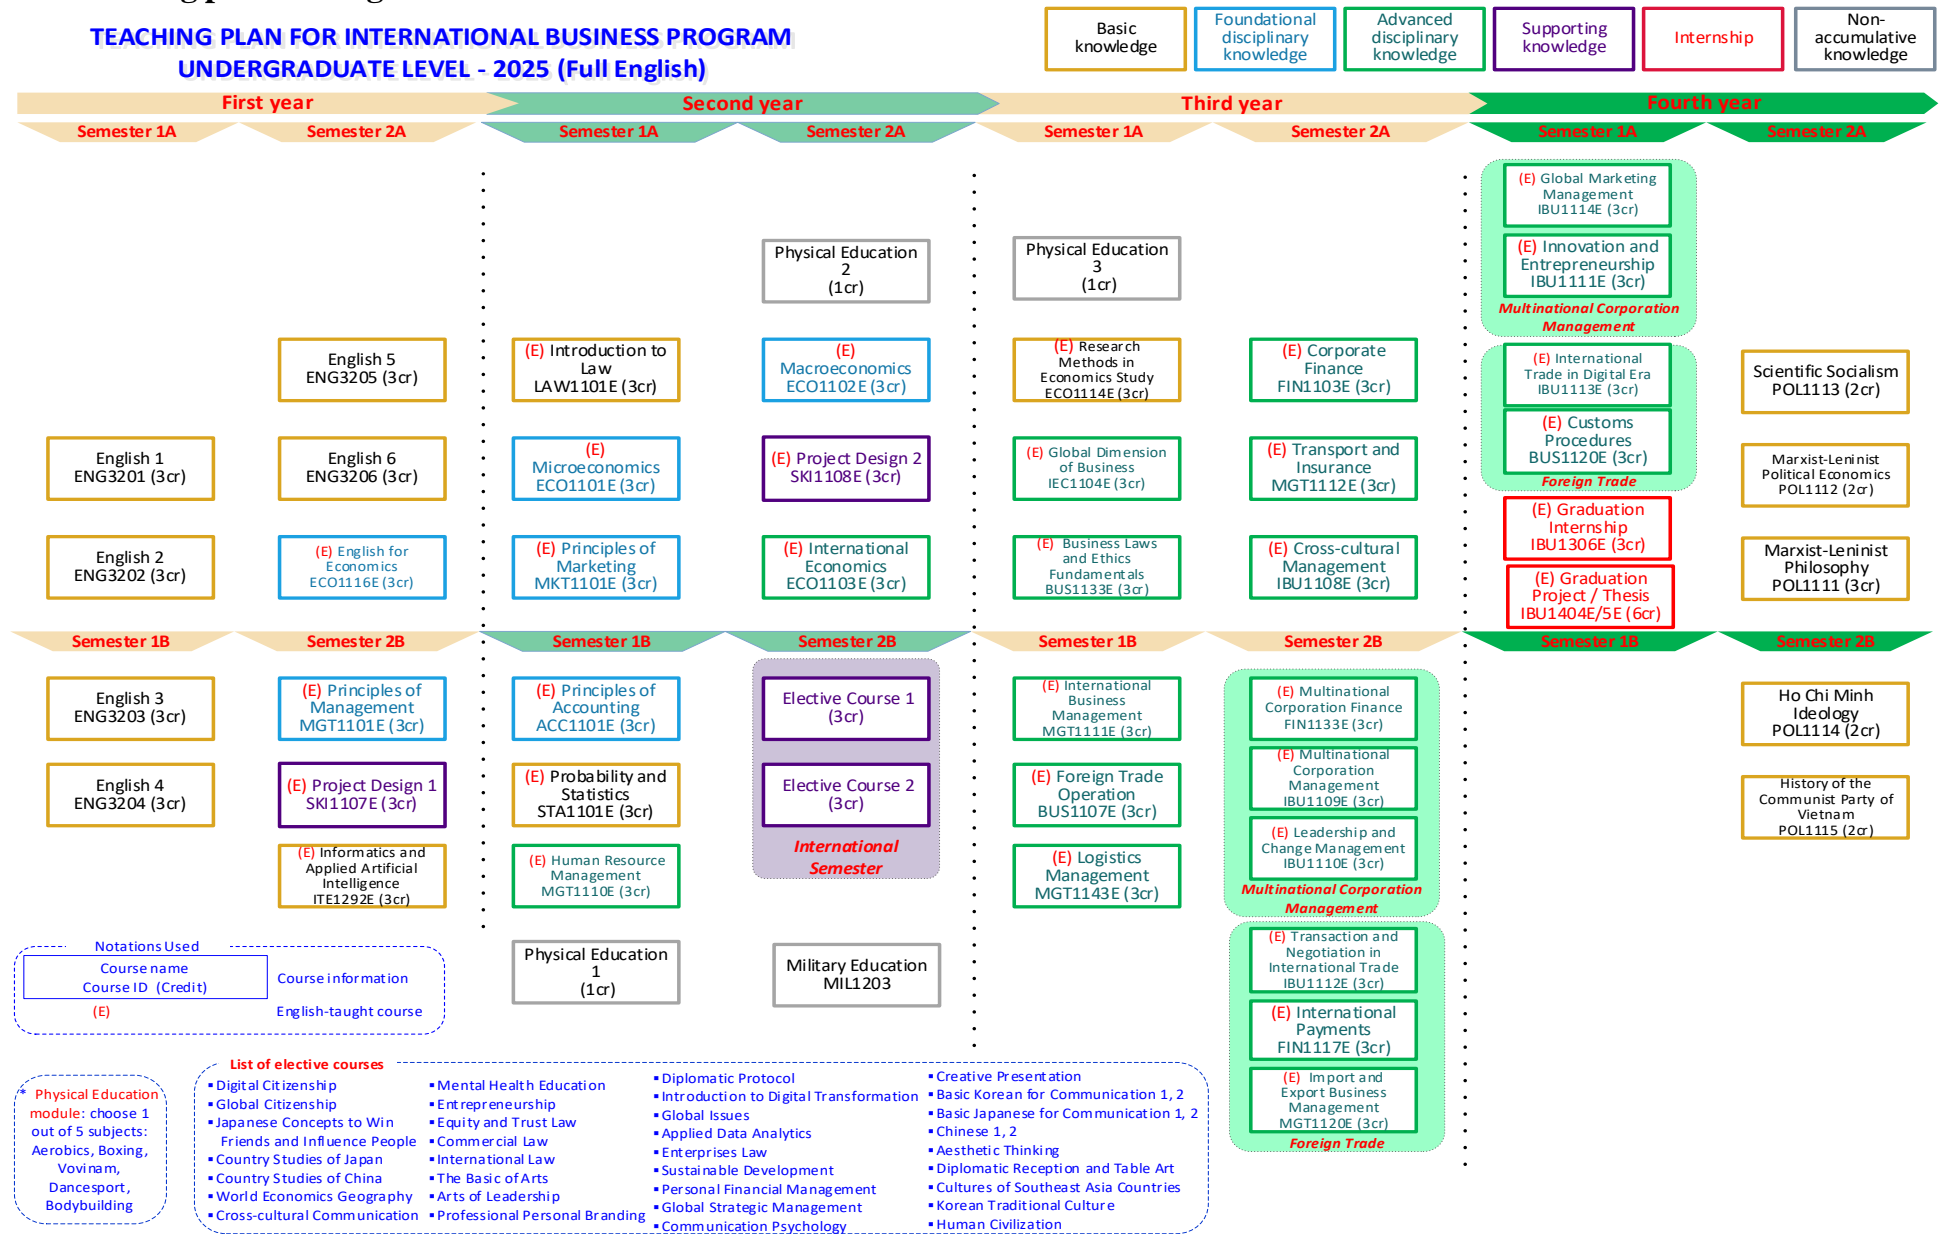 TEACHING PLAN FOR INTERNATIONAL BUSINESS PROGRAM
UNDERGRADUATE LEVEL - 2025 (Full English)
Basic
knowledge
Foundational
disciplinary
knowledge
Advanced
disciplinary
knowledge
Supporting
knowledge
Internship
Non-
accumulative
knowledge
First year
Second year
Third year
Fourth year
Semester 1A
Semester 2A
Semester 1A
Semester 2A
Semester 1A
Semester 2A
Semester 1A
Semester 2A
English 1
ENG3201 (3cr)
English 2
ENG3202 (3cr)
English 5
ENG3205 (3cr)
English 6
ENG3206 (3cr)
(E) English for
Economics
ECO1116E (3cr)
(E) Introduction to
Law
LAW1101E (3cr)
(E)
Microeconomics
ECO1101E (3cr)
(E) Principles of
Marketing
MKT1101E (3cr)
Physical Education
2
(1cr)
(E)
Macroeconomics
ECO1102E (3cr)
(E) Project Design 2
SKI1108E (3cr)
(E) International
Economics
ECO1103E (3cr)
Physical Education
3
(1cr)
(E) Research
Methods in
Economics Study
ECO1114E (3cr)
(E) Global Dimension
of Business
IEC1104E (3cr)
(E) Business Laws
and Ethics
Fundamentals
BUS1133E (3cr)
(E) Corporate
Finance
FIN1103E (3cr)
(E) Transport and
Insurance
MGT1112E (3cr)
(E) Cross-cultural
Management
IBU1108E (3cr)
(E) Global Marketing
Management
IBU1114E (3cr)
(E) Innovation and
Entrepreneurship
IBU1111E (3cr)
Multinational Corporation
Management
(E) International
Trade in Digital Era
IBU1113E (3cr)
(E) Customs
Procedures
BUS1120E (3cr)
Foreign Trade
(E) Graduation
Internship
IBU1306E (3cr)
(E) Graduation
Project / Thesis
IBU1404E/5E (6cr)
Scientific Socialism
POL1113 (2cr)
Marxist-Leninist
Political Economics
POL1112 (2cr)
Marxist-Leninist
Philosophy
POL1111 (3cr)
Semester 1B
Semester 2B
Semester 1B
Semester 2B
Semester 1B
Semester 2B
Semester 1B
Semester 2B
English 3
ENG3203 (3cr)
English 4
ENG3204 (3cr)
(E) Principles of
Management
MGT1101E (3cr)
(E) Project Design 1
SKI1107E (3cr)
(E) Informatics and
Applied Artificial
Intelligence
ITE1292E (3cr)
(E) Principles of
Accounting
ACC1101E (3cr)
(E) Probability and
Statistics
STA1101E (3cr)
(E) Human Resource
Management
MGT1110E (3cr)
Physical Education
1
(1cr)
Elective Course 1
(3cr)
Elective Course 2
(3cr)
International
Semester
Military Education
MIL1203
(E) International
Business
Management
MGT1111E (3cr)
(E) Foreign Trade
Operation
BUS1107E (3cr)
(E) Logistics
Management
MGT1143E (3cr)
(E) Multinational
Corporation Finance
FIN1133E (3cr)
(E) Multinational
Corporation
Management
IBU1109E (3cr)
(E) Leadership and
Change Management
IBU1110E (3cr)
Multinational Corporation
Management
(E) Transaction and
Negotiation in
International Trade
IBU1112E (3cr)
(E) International
Payments
FIN1117E (3cr)
(E) Import and
Export Business
Management
MGT1120E (3cr)
Foreign Trade
Ho Chi Minh
Ideology
POL1114 (2cr)
History of the
Communist Party of
Vietnam
POL1115 (2cr)
Notations Used
Course name
Course ID (Credit)
Course information
(E)
English-taught course
* Physical Education
module: choose 1
out of 5 subjects:
Aerobics, Boxing,
Vovinam,
Dancesport,
Bodybuilding
List of elective courses
▪ Digital Citizenship
▪ Global Citizenship
▪ Japanese Concepts to Win
Friends and Influence People
▪ Country Studies of Japan
▪ Country Studies of China
▪ World Economics Geography
▪ Cross-cultural Communication
▪ Mental Health Education
▪ Entrepreneurship
▪ Equity and Trust Law
▪ Commercial Law
▪ International Law
▪ The Basic of Arts
▪ Arts of Leadership
▪ Professional Personal Branding
▪ Diplomatic Protocol
▪ Introduction to Digital Transformation
▪ Global Issues
▪ Applied Data Analytics
▪ Enterprises Law
▪ Sustainable Development
▪ Personal Financial Management
▪ Global Strategic Management
▪ Communication Psychology
▪ Creative Presentation
▪ Basic Korean for Communication 1, 2
▪ Basic Japanese for Communication 1, 2
▪ Chinese 1, 2
▪ Aesthetic Thinking
▪ Diplomatic Reception and Table Art
▪ Cultures of Southeast Asia Countries
▪ Korean Traditional Culture
▪ Human Civilization